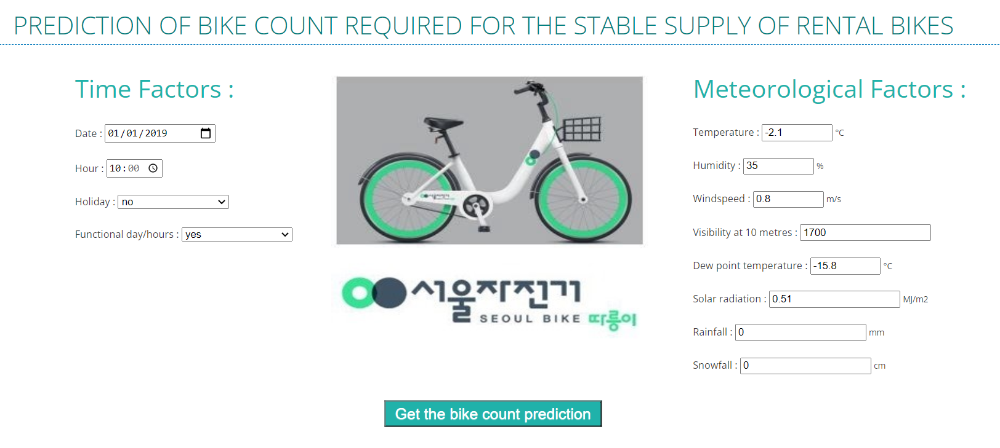 PREDICTION OF BIKE COUNT REQUIRED FOR THE STABLE SUPPLY OF RENTAL BIKES
Time Factors :
Date : 01/01/2019
Hour : 10:00
Holiday : no
Functional day/hours : yes
서울자전거
SEOUL BIKE 따릉이
Meteorological Factors :
Temperature : -2.1 °C
Humidity : 35 %
Windspeed : 0.8 m/s
Visibility at 10 metres : 1700
Dew point temperature : -15.8 °C
Solar radiation : 0.51 MJ/m2
Rainfall : 0 mm
Snowfall : 0 cm
Get the bike count prediction